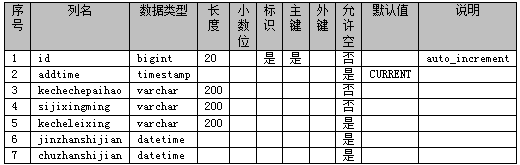 序号 列名 数据类型 长度 小数位 标识 主键 外键 允许空 默认值 说明
1 id bigint 20 是 是 否 auto_increment
2 addtime timestamp 是 CURRENT
3 kechechepaihao varchar 200 否
4 sijixingming varchar 200 否
5 kecheleixing varchar 200 是
6 jinzhanshijian datetime 是
7 chuzhanshijian datetime 是